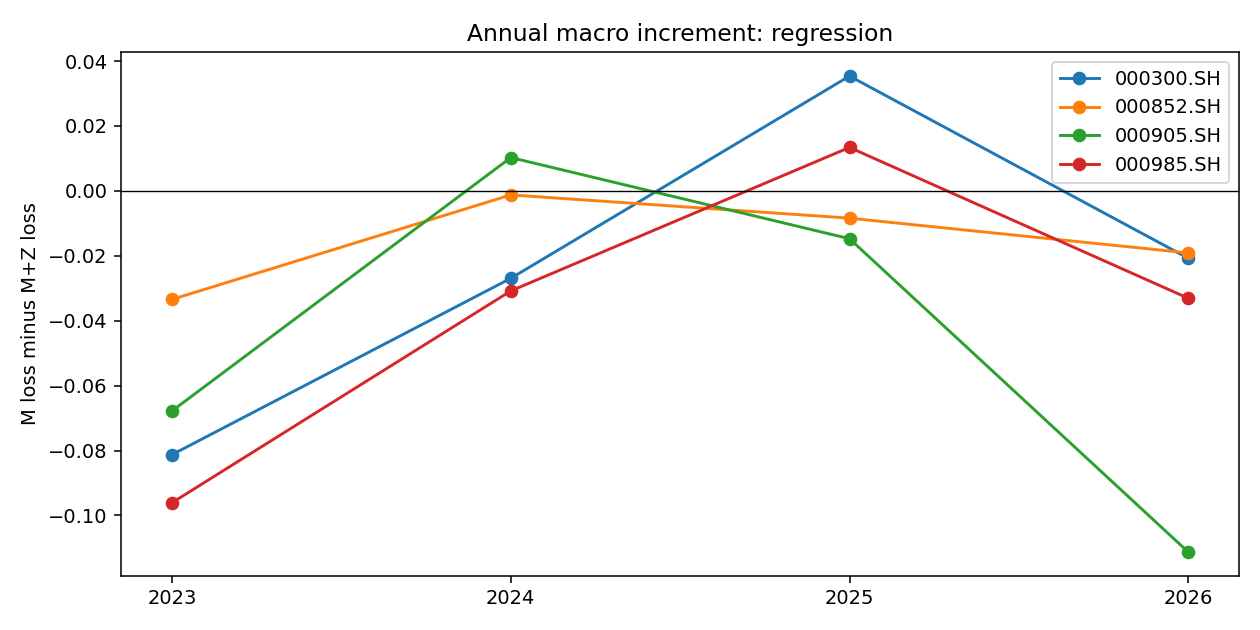 Annual macro increment: regression
M loss minus M+Z loss
0.04
0.02
0.00
−0.02
−0.04
−0.06
−0.08
−0.10
2023
2024
2025
2026
000300.SH
000852.SH
000905.SH
000985.SH